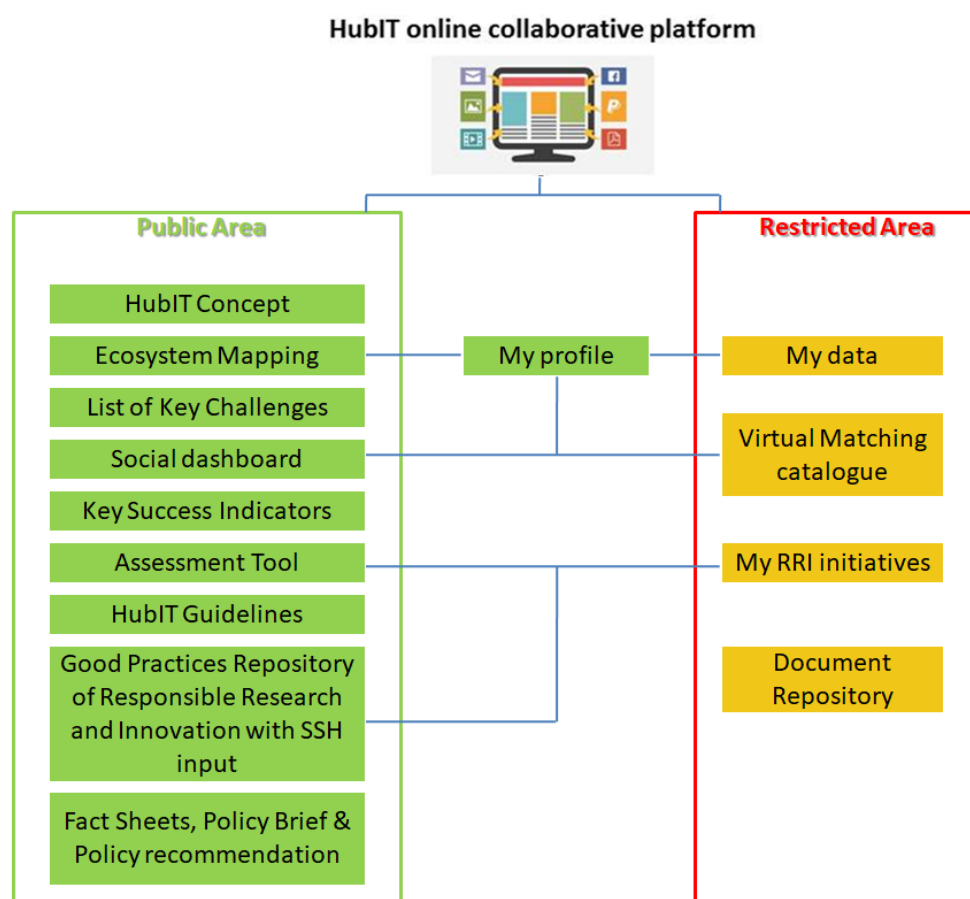 HubIT online collaborative platform
Public Area
HubIT Concept
Ecosystem Mapping
List of Key Challenges
Social dashboard
Key Success Indicators
Assessment Tool
HubIT Guidelines
Good Practices Repository
of Responsible Research
and Innovation with SSH
input
Fact Sheets, Policy Brief &
Policy recommendation
My profile
Restricted Area
My data
Virtual Matching
catalogue
My RRI initiatives
Document
Repository